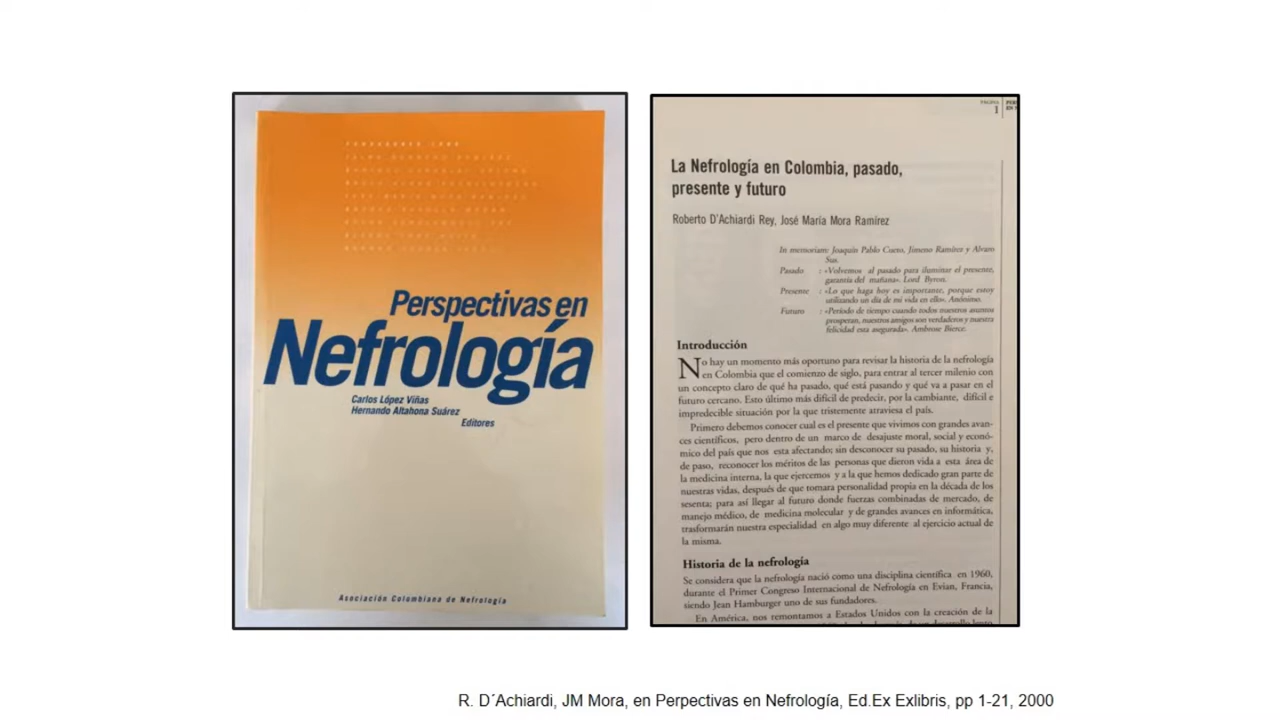 Perspectivas en
Nefrología
Carlos López Viñas
Hernando Altahona Suárez
Editores
Asociación Colombiana de Nefrología
PAGINA
1
La Nefrología en Colombia, pasado,
presente y futuro
Roberto D'Achiardi Rey, José María Mora Ramírez
In memoriam: Joaquín Pablo Cueto, Jimeno Ramírez y Alvaro
Sus.
Pasado : «Volvemos al pasado para iluminar el presente,
garantía del mañana». Lord Byron.
Presente : «Lo que haga hoy es importante, porque estoy
utilizando un día de mi vida en ello». Anónimo.
Futuro : «Período de tiempo cuando todos nuestros asuntos
prosperan, nuestros amigos son verdaderos y nuestra
felicidad esta asegurada». Ambrose Bierce.
Introducción
No hay un momento más oportuno para revisar la historia de la nefrología
en Colombia que el comienzo de siglo, para entrar al tercer milenio con
un concepto claro de qué ha pasado, qué está pasando y qué va a pasar en el
futuro cercano. Esto último más difícil de predecir, por la cambiante, difícil e
impredecible situación por la que tristemente atraviesa el país.
Primero debemos conocer cual es el presente que vivimos con grandes avan-
ces científicos, pero dentro de un marco de desajuste moral, social y econó-
mico del país que nos esta afectando; sin desconocer su pasado, su historia y,
de paso, reconocer los méritos de las personas que dieron vida a esta área de
la medicina interna, la que ejercemos y a la que hemos dedicado gran parte de
nuestras vidas, después de que tomara personalidad propia en la década de los
sesenta; para así llegar al futuro donde fuerzas combinadas de mercado, de
manejo médico, de medicina molecular y de grandes avances en informática,
trasformarán nuestra especialidad en algo muy diferente al ejercicio actual de
la misma.
Historia de la nefrología
Se considera que la nefrología nació como una disciplina científica en 1960,
durante el Primer Congreso Internacional de Nefrología en Evian, Francia,
siendo Jean Hamburger uno de sus fundadores.
En América, nos remontamos a Estados Unidos con la creación de la
R. D´Achiardi, JM Mora, en Perpectivas en Nefrología, Ed.Ex Exlibris, pp 1-21, 2000